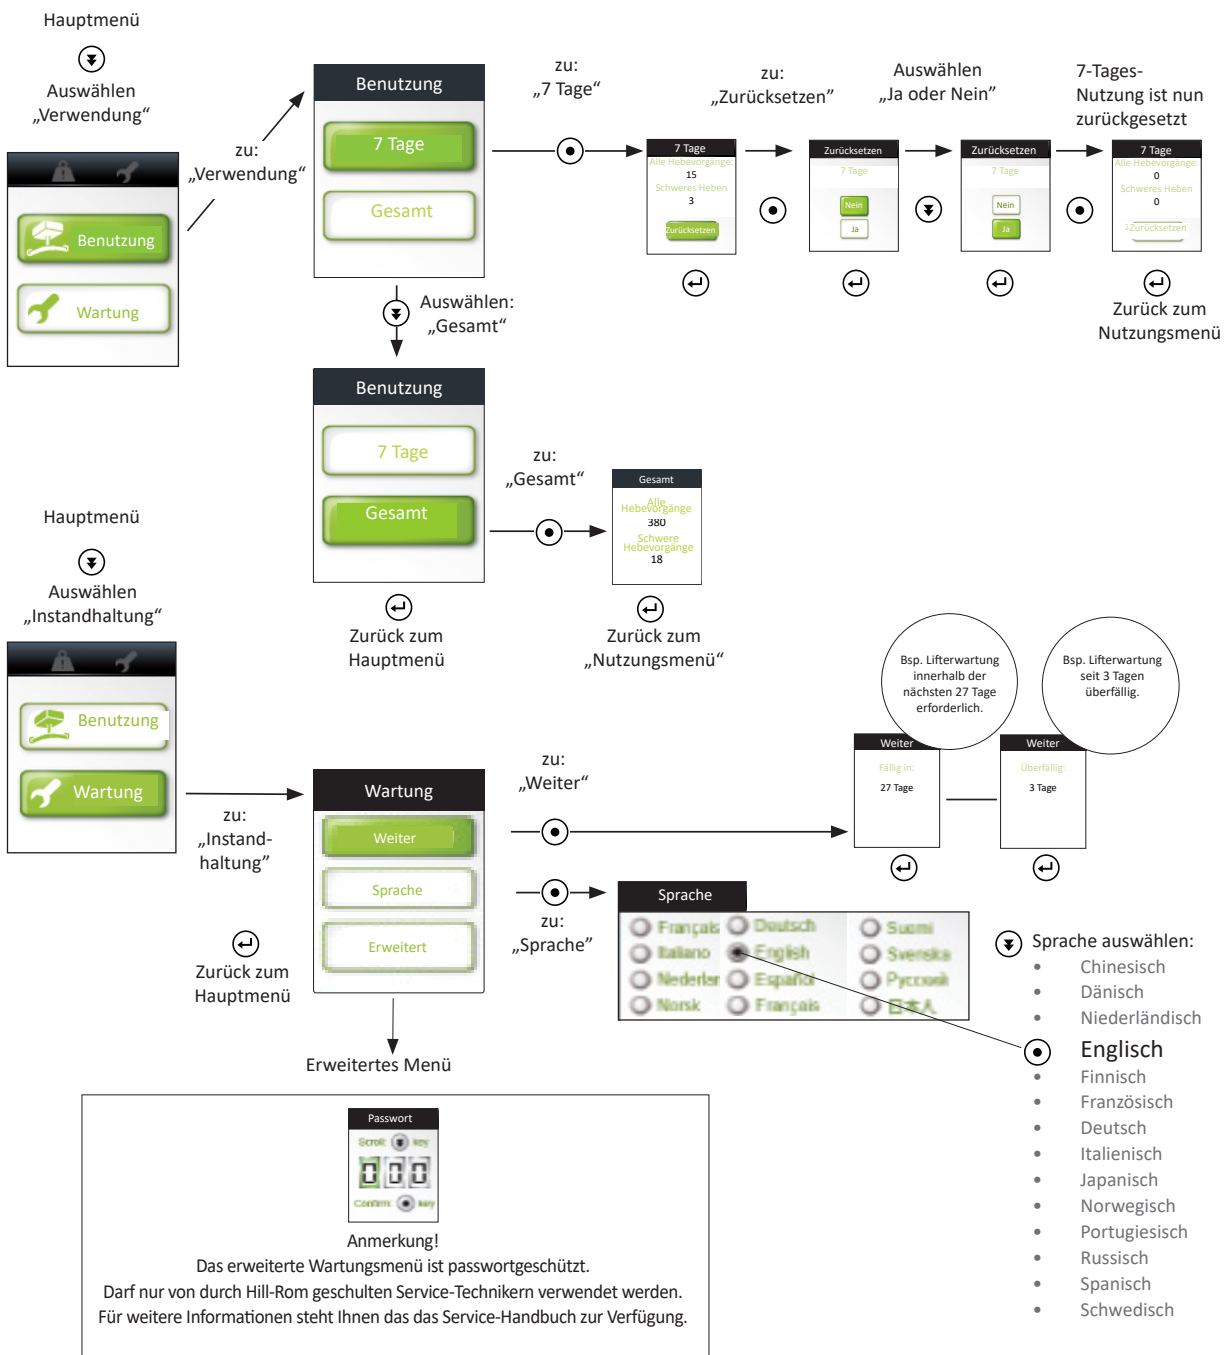 Hauptmenü
Auswählen
„Verwendung“
Benutzung
Wartung
zu:
„Verwendung“
Benutzung
7 Tage
Gesamt
zu:
„7 Tage“
7 Tage
Alle Hebevorgänge:
15
Schweres Heben
3
Zurücksetzen
zu:
„Zurücksetzen”
Zurücksetzen
7 Tage
Nein
Ja
Auswählen
„Ja oder Nein”
Zurücksetzen
7 Tage
Nein
Ja
7-Tages-
Nutzung ist nun
zurückgesetzt
7 Tage
Alle Hebevorgänge:
0
Schweres Heben
0
Zurücksetzen
Zurück zum
Nutzungsmenü
Auswählen:
„Gesamt“
Benutzung
7 Tage
Gesamt
Zurück zum
Hauptmenü
zu:
„Gesamt“
Gesamt
Alle
Hebevorgänge
380
Schwere
Hebevorgänge
18
Zurück zum
„Nutzungsmenü”
Hauptmenü
Auswählen
„Instandhaltung“
Benutzung
Wartung
zu:
„Instand-
haltung”
Zurück zum
Hauptmenü
Wartung
Weiter
Sprache
Erweitert
zu:
„Weiter“
Bsp. Lifterwartung
innerhalb der
nächsten 27 Tage
erforderlich.
Weiter
Fällig in:
27 Tage
Bsp. Lifterwartung
seit 3 Tagen
überfällig.
Weiter
Überfällig:
3 Tage
zu:
„Sprache”
Sprache
Français Deutsch Suomi
Italiano English Svenska
Nederlan Español Русский
Norsk Français 日本人
Sprache auswählen:
• Chinesisch
• Dänisch
• Niederländisch
Englisch
• Finnisch
• Französisch
• Deutsch
• Italienisch
• Japanisch
• Norwegisch
• Portugiesisch
• Russisch
• Spanisch
• Schwedisch
Erweitertes Menü
Passwort
Scroll: key
000
Confirm: key
Anmerkung!
Das erweiterte Wartungsmenü ist passwortgeschützt.
Darf nur von durch Hill-Rom geschulten Service-Technikern verwendet werden.
Für weitere Informationen steht Ihnen das das Service-Handbuch zur Verfügung.